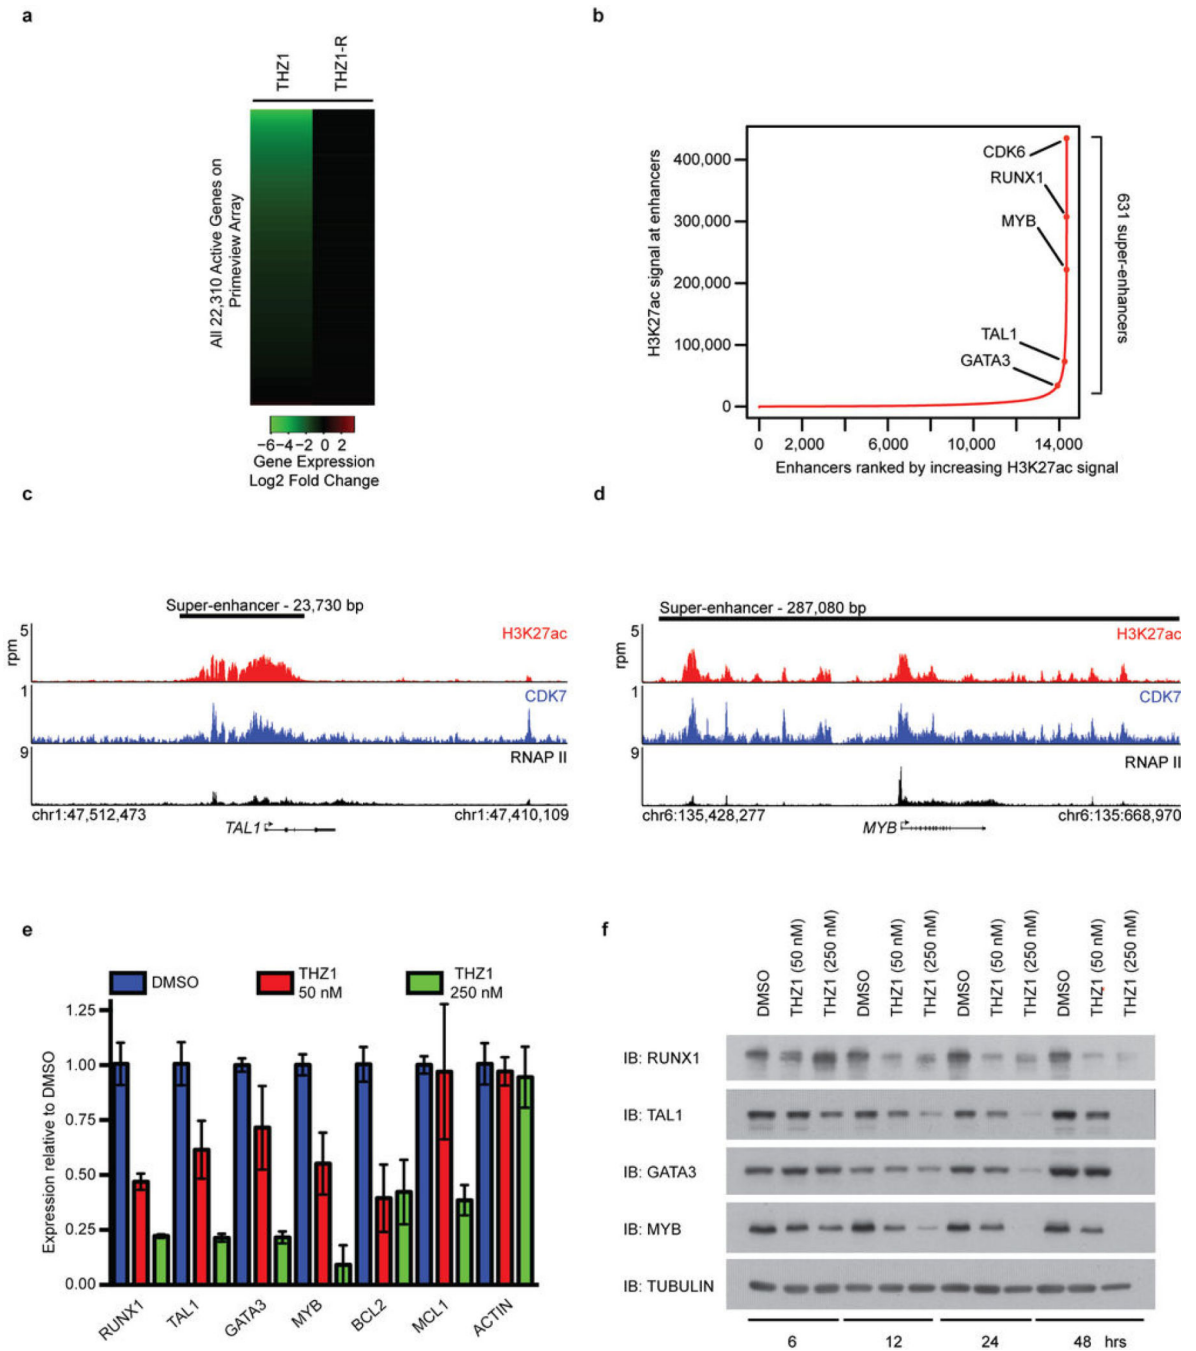 a
THZ1
THZ1-R
All 22,310 Active Genes on
Primeview Array
−6−4−2 0 2
Gene Expression
Log2 Fold Change
b
H3K27ac signal at enhancers
400,000
300,000
200,000
100,000
0
CDK6
RUNX1
MYB
TAL1
GATA3
631 super-enhancers
0 2,000 6,000 10,000 14,000
Enhancers ranked by increasing H3K27ac signal
c
Super-enhancer - 23,730 bp
5
rpm
H3K27ac
1
CDK7
9
RNAP II
chr1:47,512,473
chr1:47,410,109
TAL1
d
Super-enhancer - 287,080 bp
5
rpm
H3K27ac
1
CDK7
9
RNAP II
chr6:135,428,277
chr6:135:668,970
MYB
e
DMSO
THZ1
50 nM
THZ1
250 nM
Expression relative to DMSO
1.25
1.00
0.75
0.50
0.25
0.00
RUNX1
TAL1
GATA3
MYB
BCL2
MCL1
ACTIN
f
DMSO
THZ1 (50 nM)
THZ1 (250 nM)
DMSO
THZ1 (50 nM)
THZ1 (250 nM)
DMSO
THZ1 (50 nM)
THZ1 (250 nM)
DMSO
THZ1 (50 nM)
THZ1 (250 nM)
IB: RUNX1
IB: TAL1
IB: GATA3
IB: MYB
IB: TUBULIN
6 12 24 48 hrs